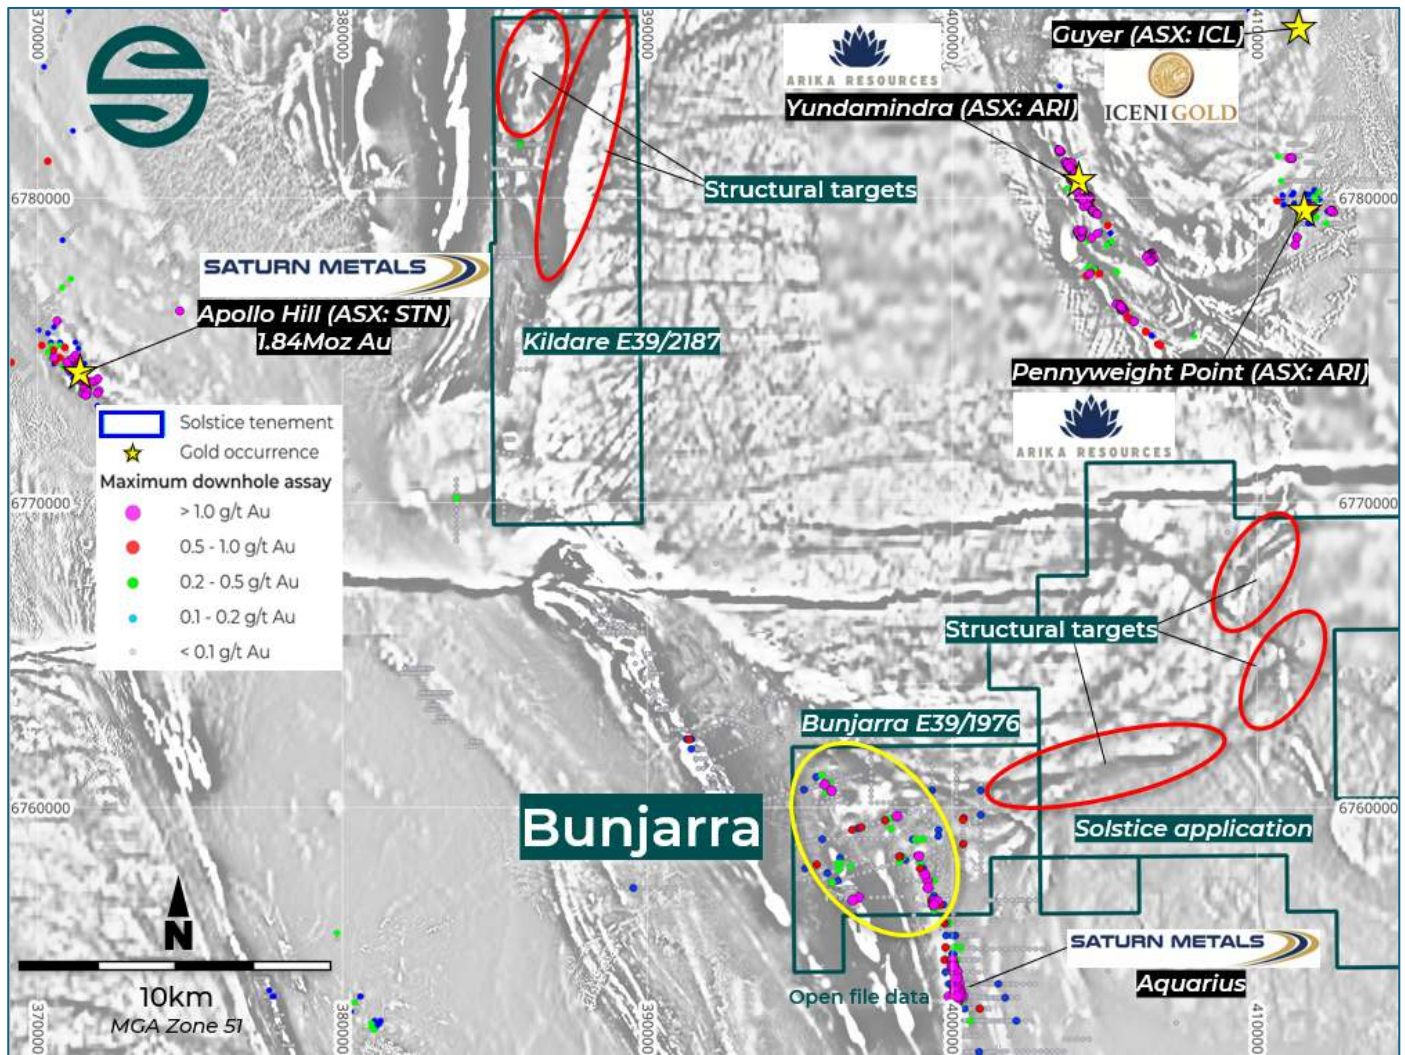 370000
380000
390000
400000
410000
Guyer (ASX: ICL)
ARIKA RESOURCES
ICENI GOLD
Yundamindra (ASX: ARI)
Structural targets
6780000
6780000
SATURN METALS
Apollo Hill (ASX: STN)
1.84Moz Au
Kildare E39/2187
Pennyweight Point (ASX: ARI)
ARIKA RESOURCES
Solstice tenement
Gold occurrence
Maximum downhole assay
> 1.0 g/t Au
0.5 - 1.0 g/t Au
0.2 - 0.5 g/t Au
0.1 - 0.2 g/t Au
< 0.1 g/t Au
6770000
6770000
Structural targets
Bunjarra E39/1976
6760000
6760000
Bunjarra
Solstice application
N
SATURN METALS
Aquarius
10km
MGA Zone 51
Open file data
370000
380000
390000
400000
410000